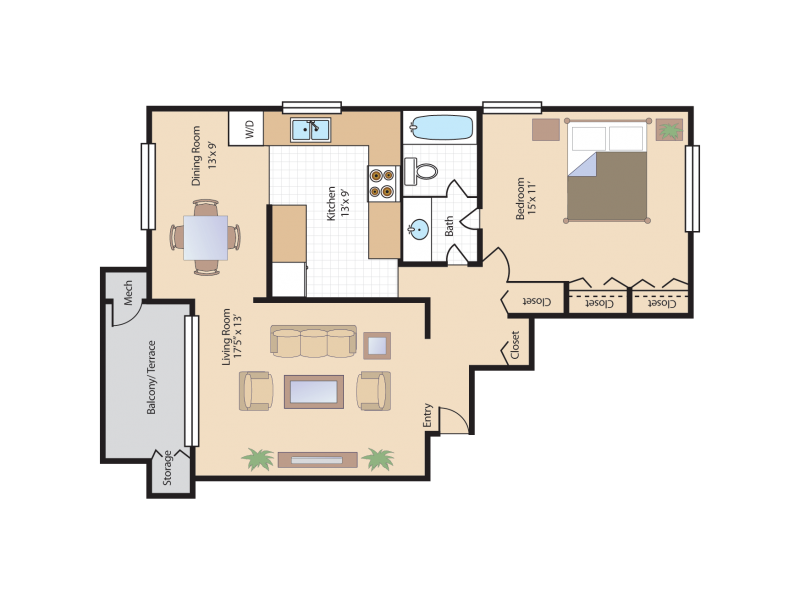 W/D
Dining Room
13'x 9'
Kitchen
13'x 9'
Bath
Bedroom
15'x 11'
Mech
Closet
Closet
Closet
Closet
Living Room
17'5" x 13'
Balcony/ Terrace
Entry
Storage